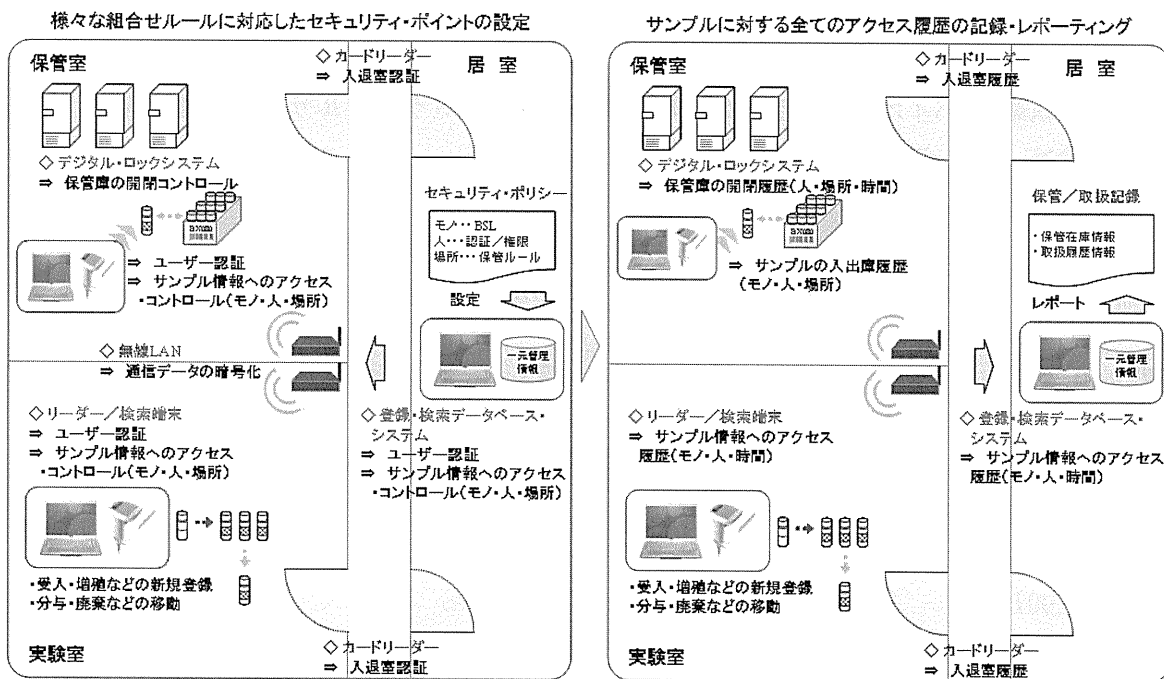 様々な組合せルールに対応したセキュリティ・ポイントの設定
保管室
◇カードリーダー
⇒ 入退室認証
居 室
◇デジタル・ロックシステム
⇒ 保管庫の開閉コントロール
セキュリティ・ポリシー
モノ・・・BSL
人・・・認証／権限
場所・・・保管ルール
⇒ ユーザー認証
⇒ サンプル情報へのアクセス
・コントロール(モノ・人・場所)
設定
◇無線LAN
⇒ 通信データの暗号化
一元管理
情報
◇リーダー／検索端末
⇒ ユーザー認証
⇒ サンプル情報へのアクセス
・コントロール(モノ・人・場所)
◇登録・検索データベース・
システム
⇒ ユーザー認証
⇒ サンプル情報へのアクセス
・コントロール(モノ・人・場所)
・受入・増殖などの新規登録
・分与・廃棄などの移動
実験室
◇カードリーダー
⇒ 入退室認証
サンプルに対する全てのアクセス履歴の記録・レポーティング
保管室
◇カードリーダー
⇒ 入退室履歴
居 室
◇デジタル・ロックシステム
⇒ 保管庫の開閉履歴(人・場所・時間)
保管／取扱記録
・保管在庫情報
・取扱履歴情報
⇒ サンプルの入出庫履歴
(モノ・人・場所)
レポート
一元管理
情報
◇リーダー／検索端末
⇒ サンプル情報へのアクセス
履歴(モノ・人・時間)
◇登録・検索データベース・
システム
⇒ サンプル情報へのアクセス
履歴(モノ・人・時間)
・受入・増殖などの新規登録
・分与・廃棄などの移動
実験室
◇カードリーダー
⇒ 入退室履歴